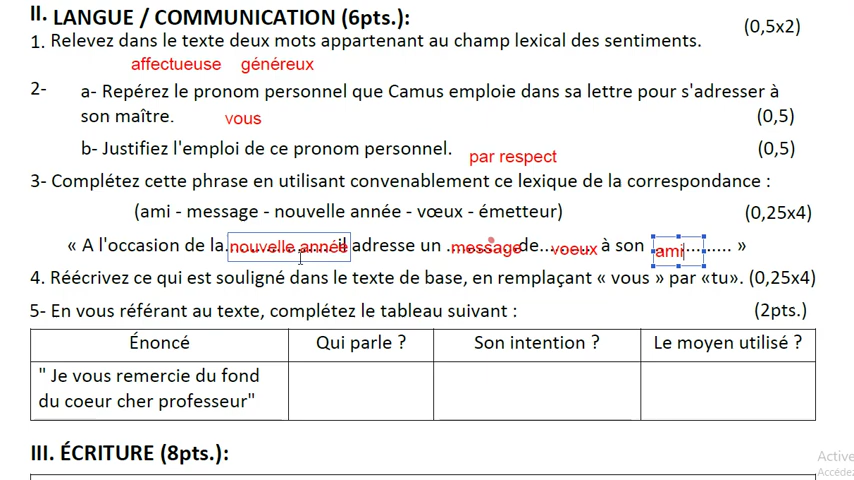 II. LANGUE / COMMUNICATION (6pts.):
(0,5x2)
1. Relevez dans le texte deux mots appartenant au champ lexical des sentiments.
affectueuse généreux
2- a- Repérez le pronom personnel que Camus emploie dans sa lettre pour s'adresser à
son maître. vous (0,5)
b- Justifiez l'emploi de ce pronom personnel. par respect (0,5)
3- Complétez cette phrase en utilisant convenablement ce lexique de la correspondance :
(ami - message - nouvelle année - vœux - émetteur) (0,25x4)
« A l'occasion de la nouvelle année il adresse un message de voeux à son ami »
4. Réécrivez ce qui est souligné dans le texte de base, en remplaçant « vous » par «tu». (0,25x4)
5- En vous référant au texte, complétez le tableau suivant : (2pts.)
Énoncé Qui parle ? Son intention ? Le moyen utilisé ?
" Je vous remercie du fond
du coeur cher professeur"
III. ÉCRITURE (8pts.):
Active
Accédez